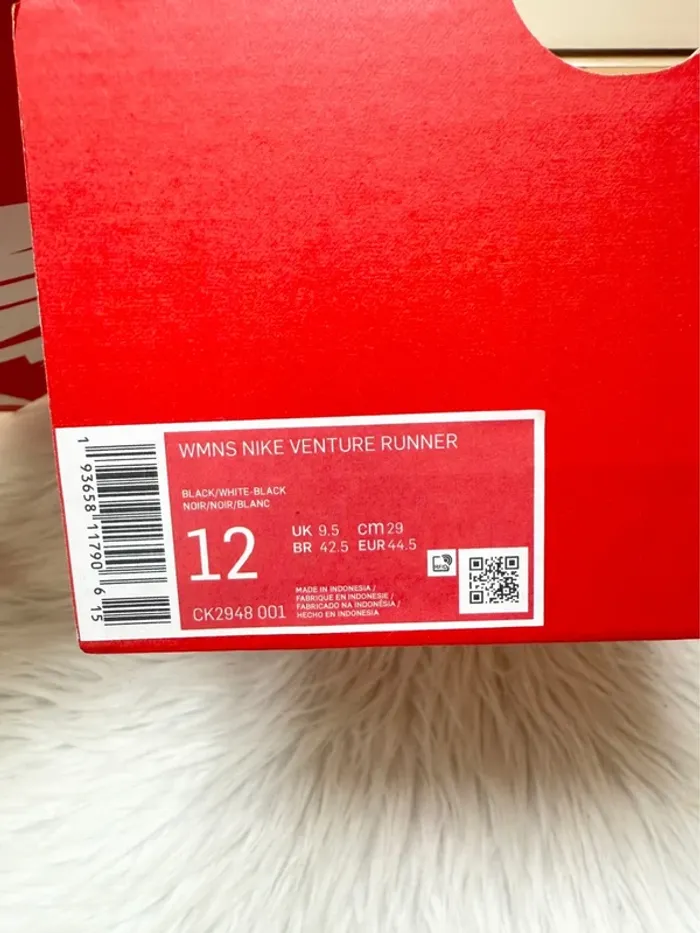 WMNS NIKE VENTURE RUNNER
BLACK/WHITE-BLACK
NOIR/NOIR/BLANC
12
UK 9.5 cm 29
BR 42.5 EUR 44.5
CK2948 001
MADE IN INDONESIA /
FABRIQUE EN INDONESIE /
FABRICADO NA INDONÉSIA /
HECHO EN INDONESIA
1 93658 11790 6 15